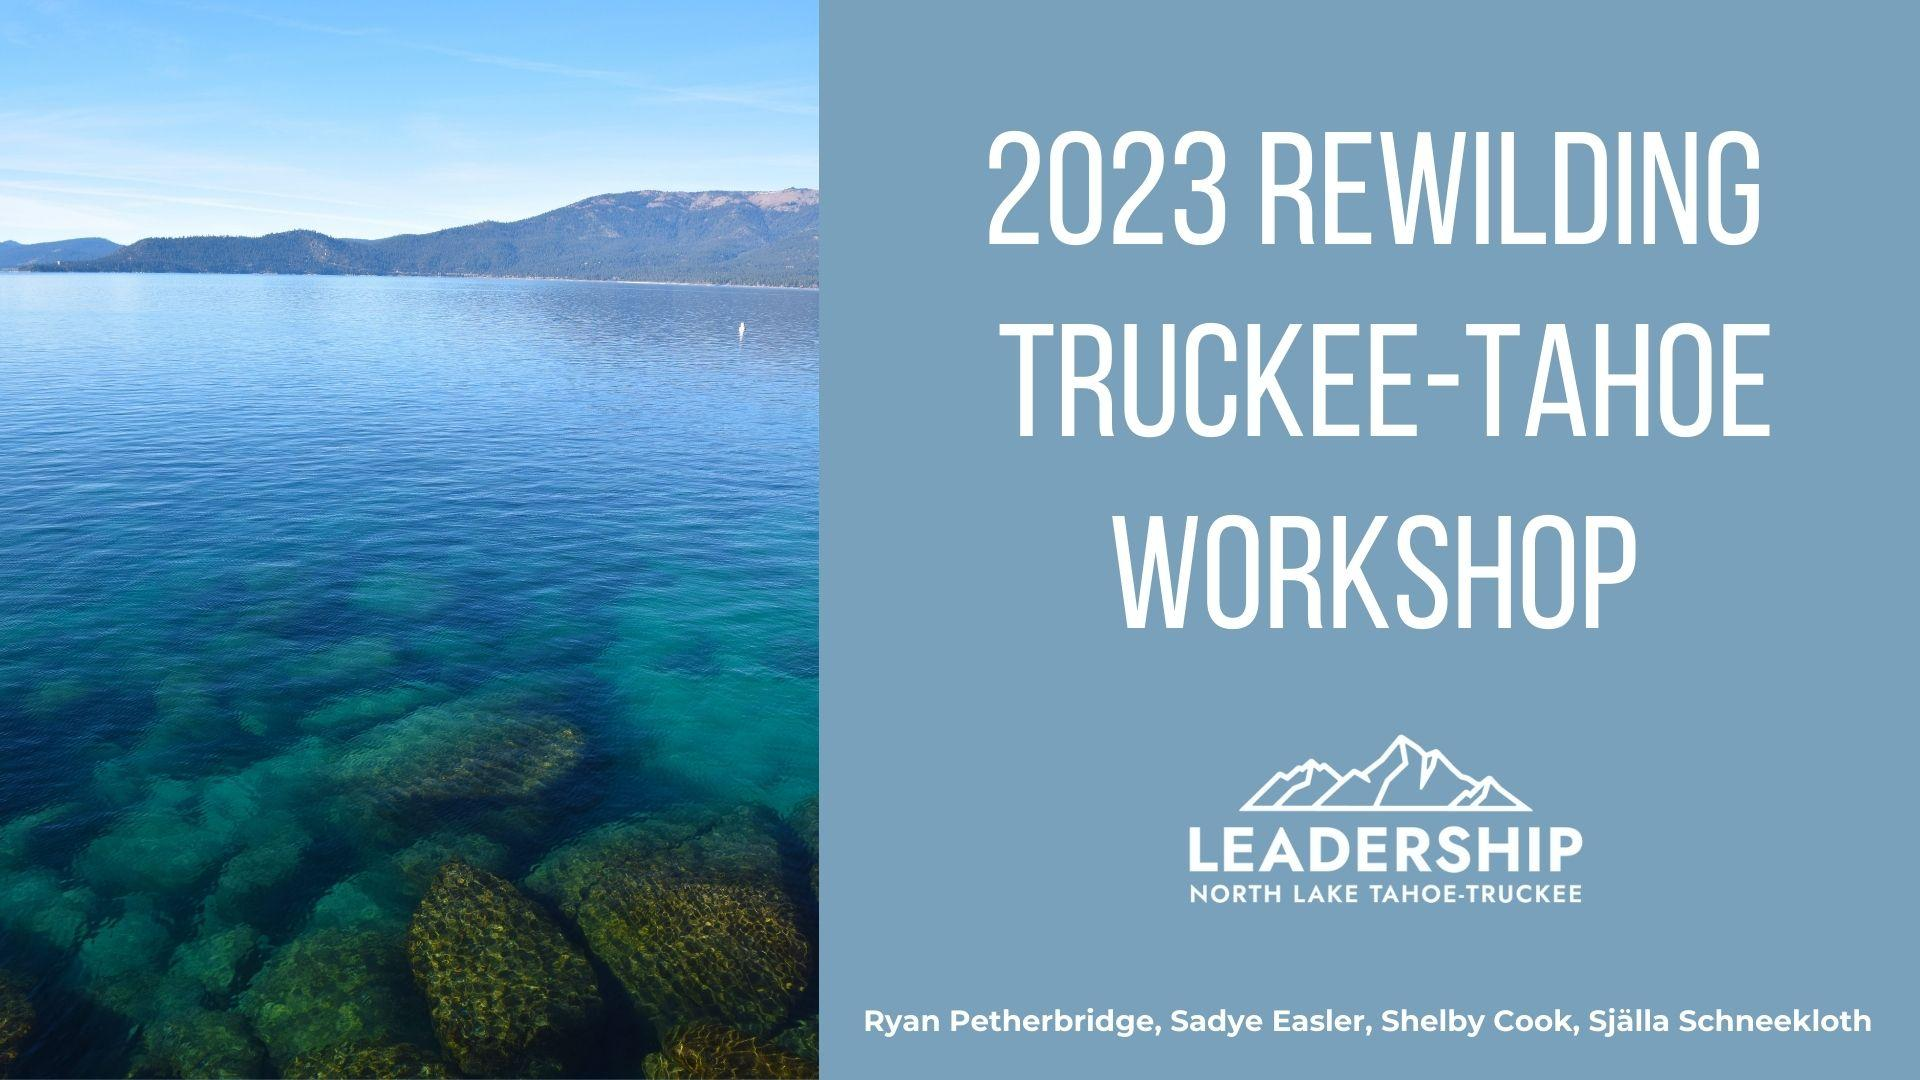 2023 REWILDING
TRUCKEE-TAHOE
WORKSHOP
LEADERSHIP
NORTH LAKE TAHOE-TRUCKEE
Ryan Petherbridge, Sadye Easler, Shelby Cook, Själla Schneekloth